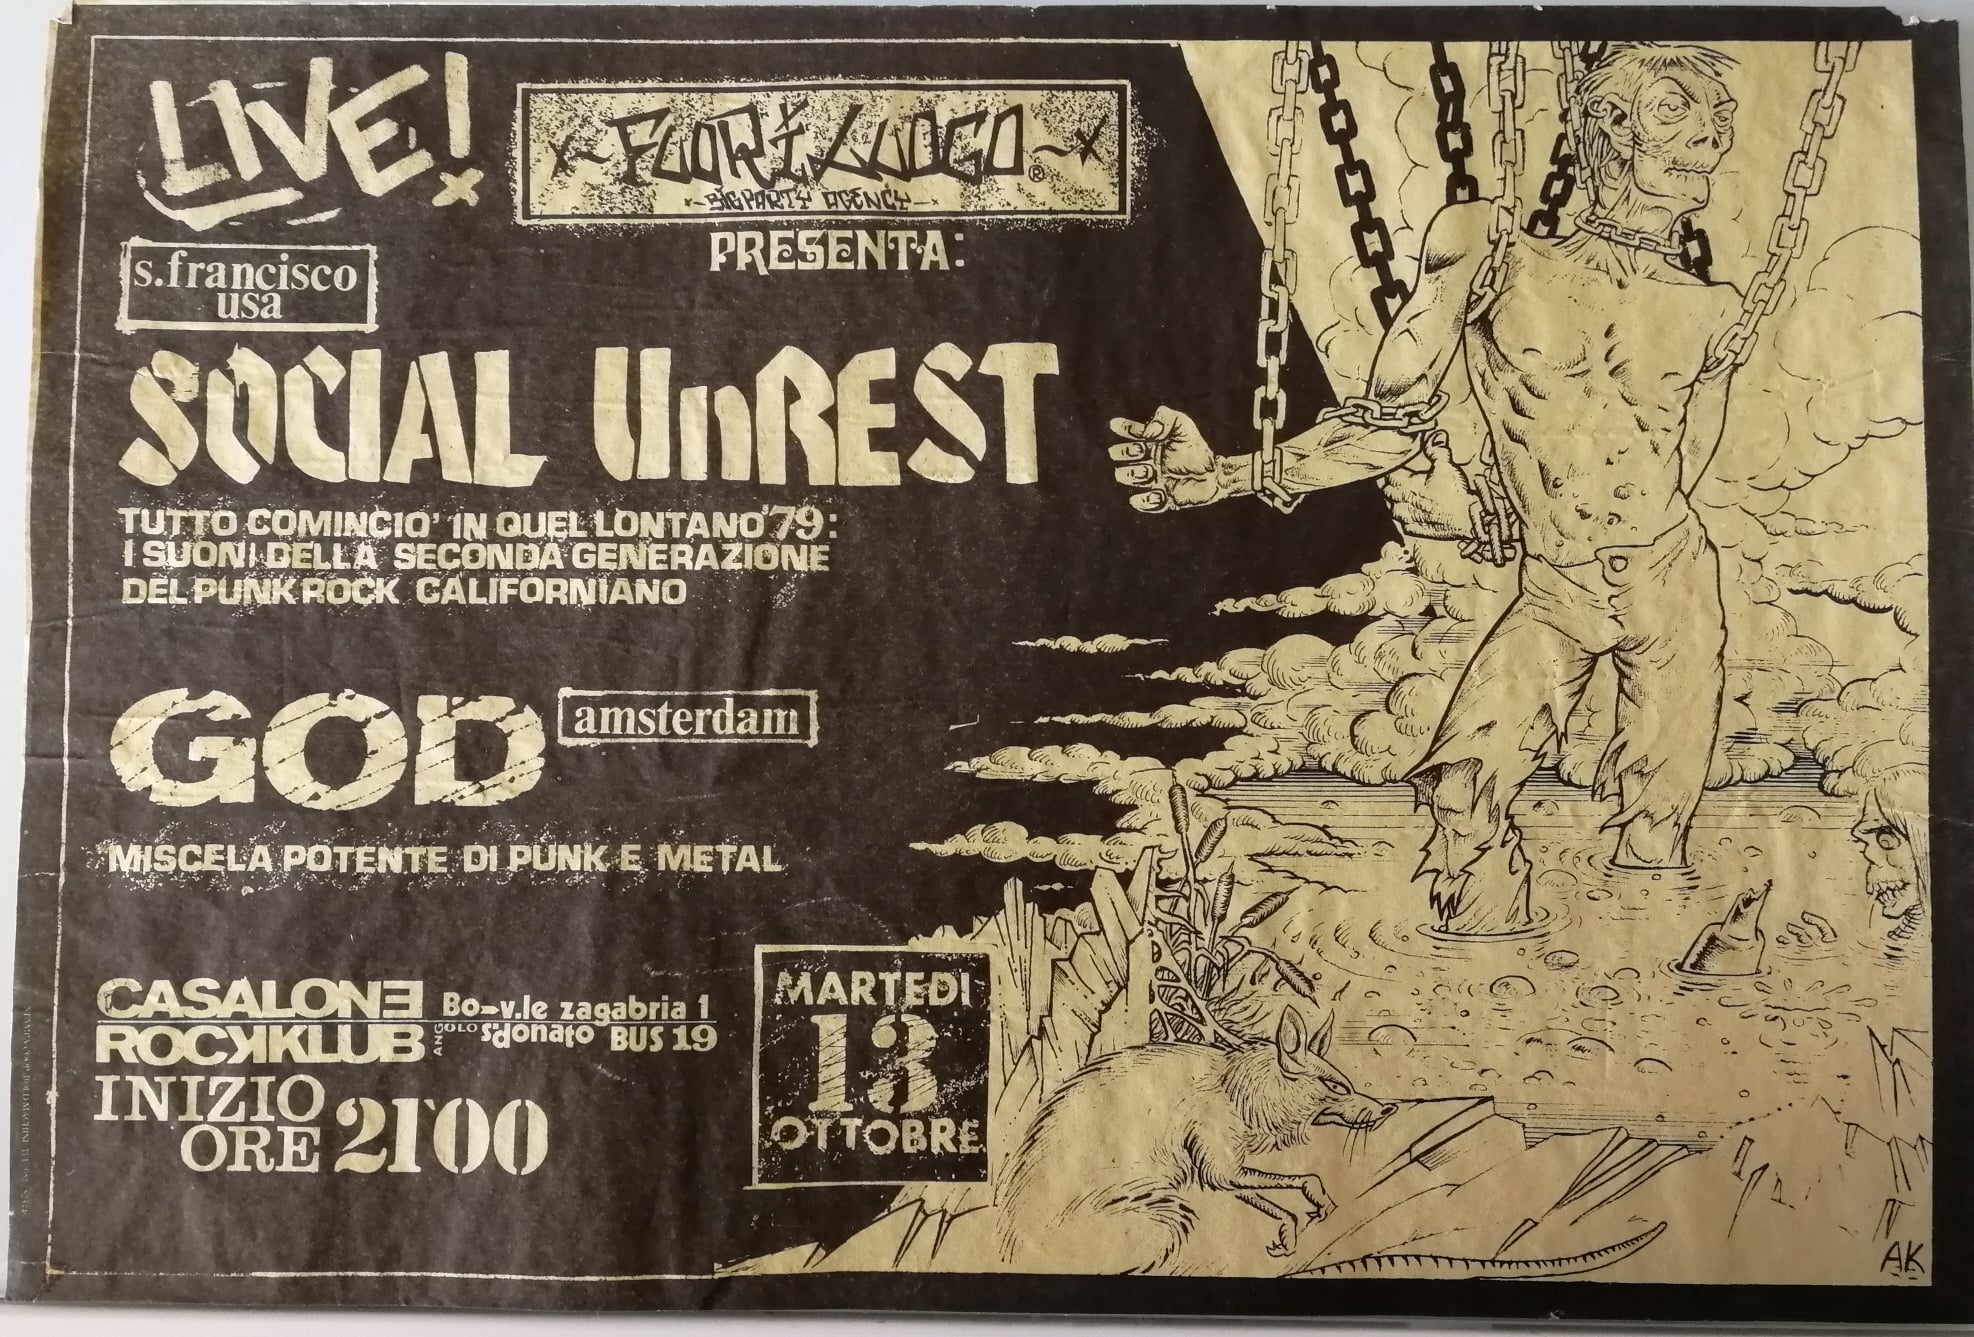 LIVE!
FUORI LUOGO ®
BIG PARTY AGENCY
PRESENTA:
s.francisco
usa
SOCIAL UnREST
TUTTO COMINCIO' IN QUEL LONTANO '79:
I SUONI DELLA SECONDA GENERAZIONE
DEL PUNK ROCK CALIFORNIANO
GOD
amsterdam
MISCELA POTENTE DI PUNK E METAL
CASALONE
ROCKKLUB
Bo-v.le zagabria 1
ANGOLO S.donato BUS 19
INIZIO
ORE 21'00
MARTEDI
13
OTTOBRE
AK